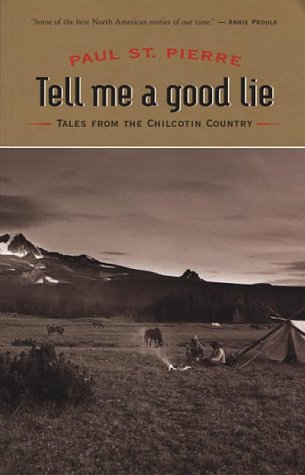 "Some of the best North American stories of our time." — ANNIE PROULX
PAUL ST. PIERRE
Tell me a good lie
TALES FROM THE CHILCOTIN COUNTRY